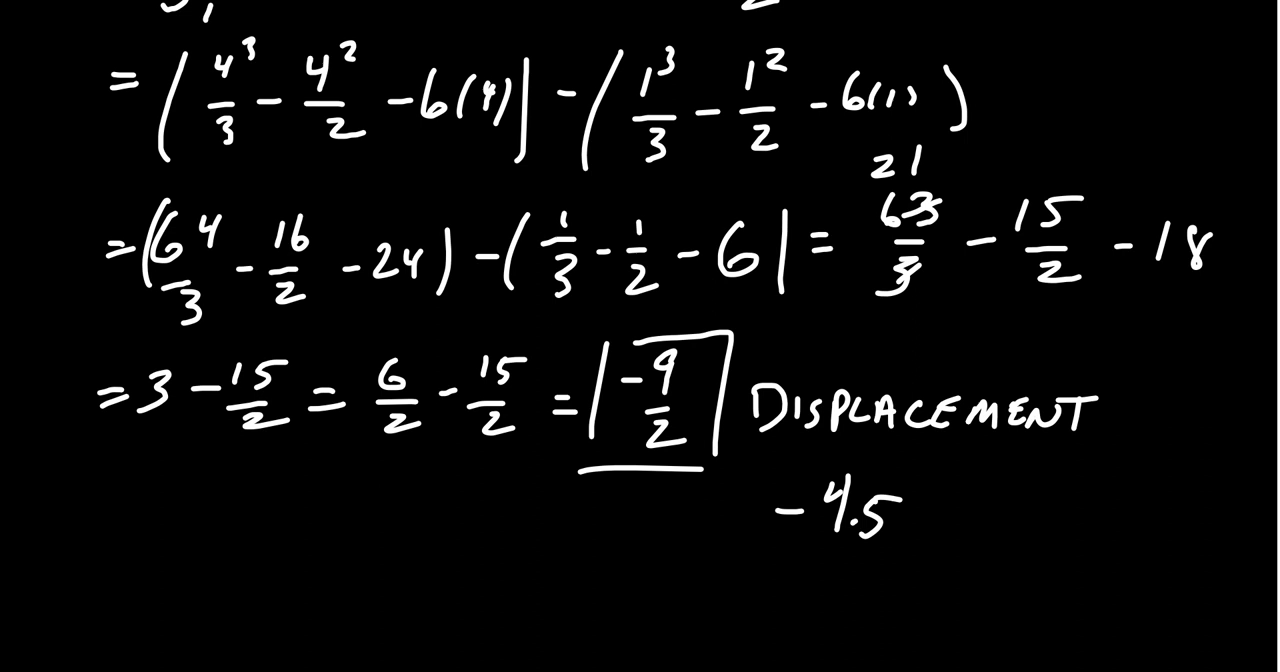 = (4³/3 - 4²/2 - 6(4)) - (1³/3 - 1²/2 - 6(1))
21
= (64/3 - 16/2 - 24) - (1/3 - 1/2 - 6) = 63/3 - 15/2 - 18
= 3 - 15/2 = 6/2 - 15/2 = -9/2 DISPLACEMENT
- 4.5